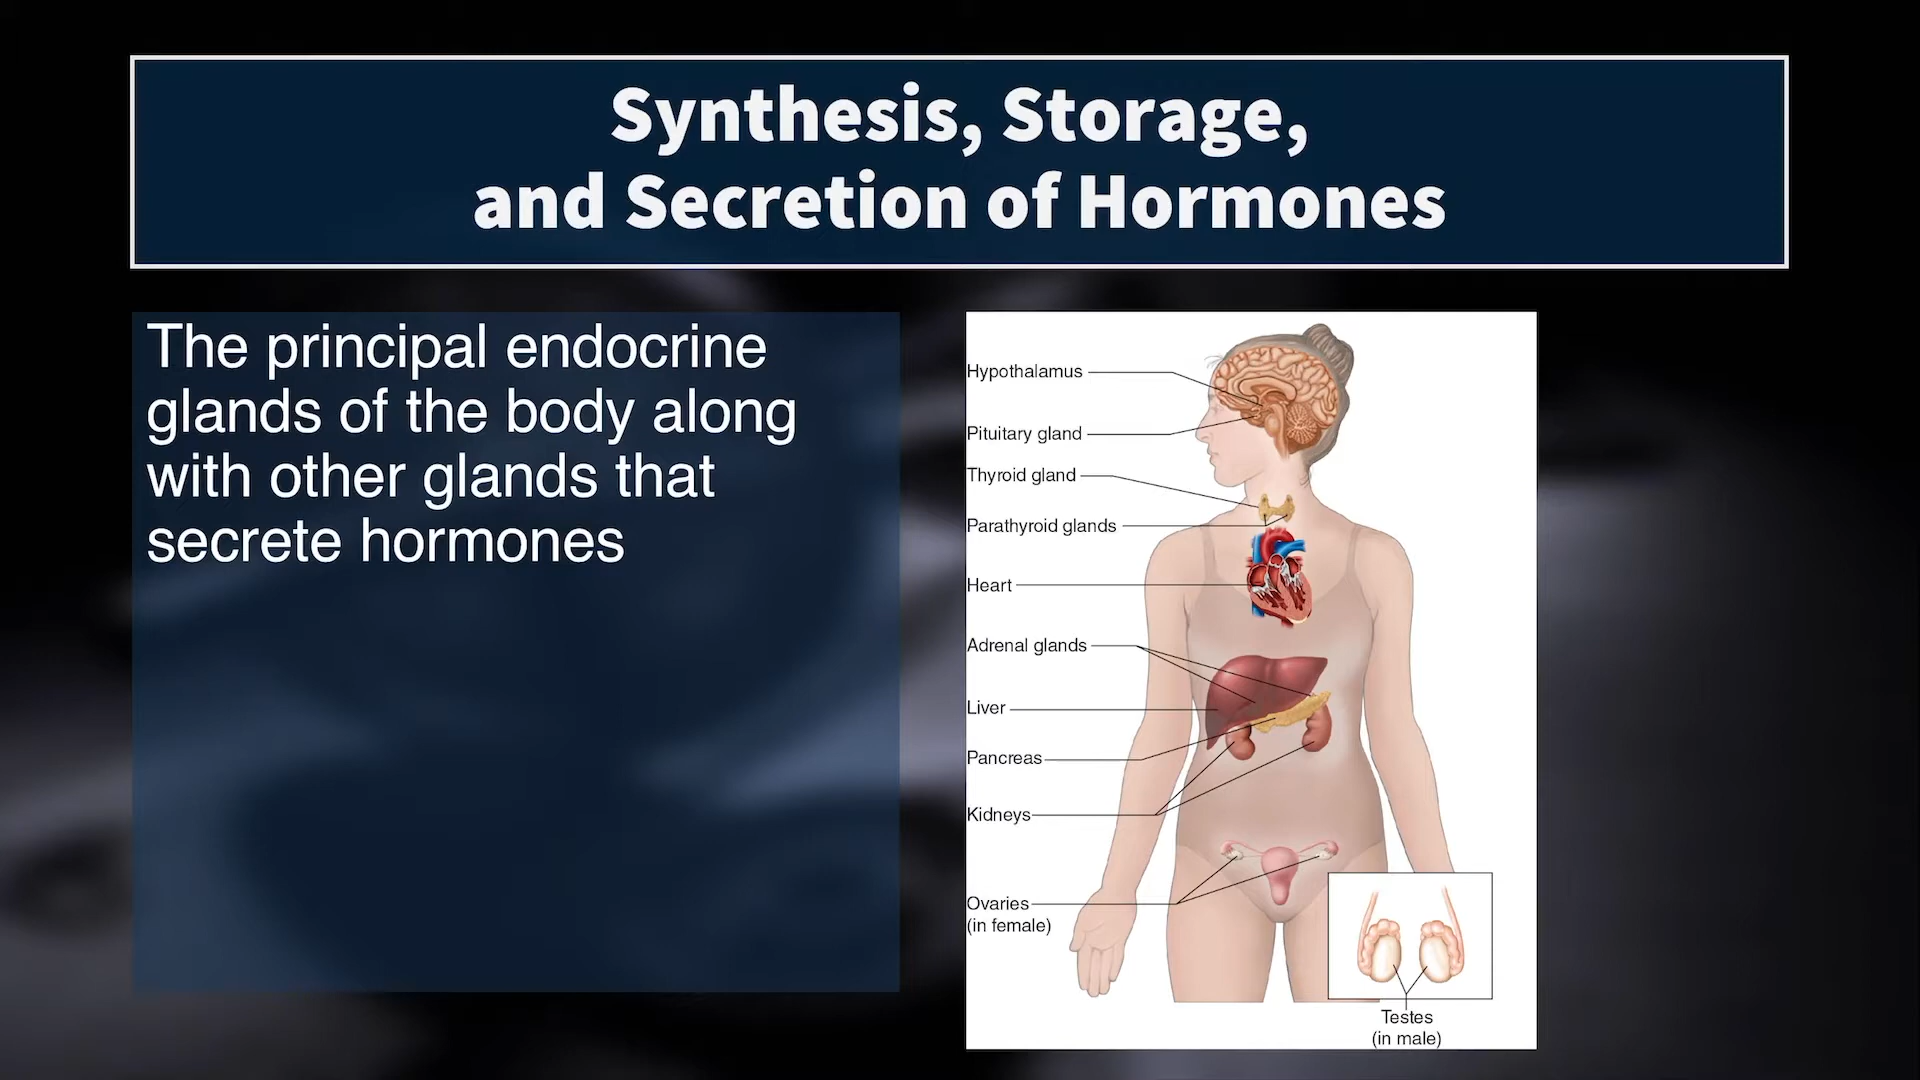 Synthesis, Storage,
and Secretion of Hormones
The principal endocrine
glands of the body along
with other glands that
secrete hormones
Hypothalamus
Pituitary gland
Thyroid gland
Parathyroid glands
Heart
Adrenal glands
Liver
Pancreas
Kidneys
Ovaries
(in female)
Testes
(in male)